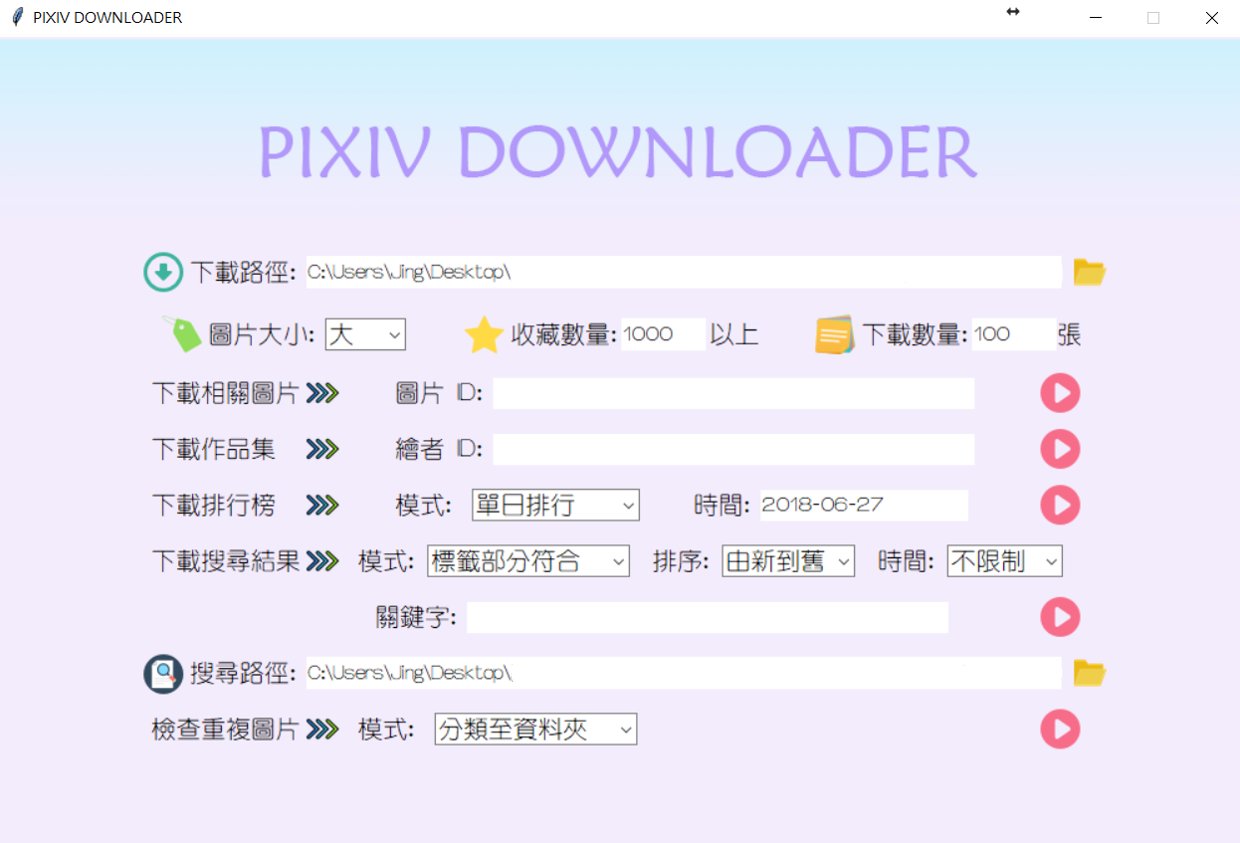 PIXIV DOWNLOADER
PIXIV DOWNLOADER
下載路徑: C:\Users\Jing\Desktop\
圖片大小: 大 收藏數量: 1000 以上 下載數量: 100 張
下載相關圖片 圖片 ID:
下載作品集 繪者 ID:
下載排行榜 模式: 單日排行 時間: 2018-06-27
下載搜尋結果 模式: 標籤部分符合 排序: 由新到舊 時間: 不限制
關鍵字:
搜尋路徑: C:\Users\Jing\Desktop\
檢查重複圖片 模式: 分類至資料夾